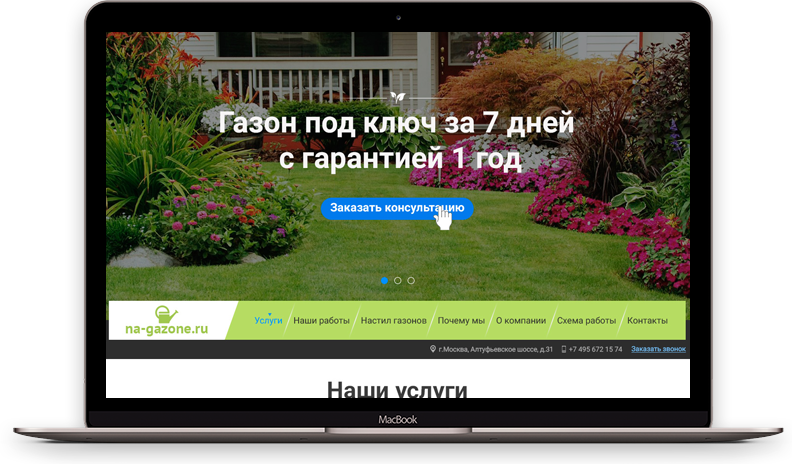 Газон под ключ за 7 дней
с гарантией 1 год
Заказать консультацию
na-gazone.ru
Услуги
Наши работы
Настил газонов
Почему мы
О компании
Схема работы
Контакты
г.Москва, Алтуфьевское шоссе, д.31
+7 495 672 15 74
Заказать звонок
Наши услуги
MacBook